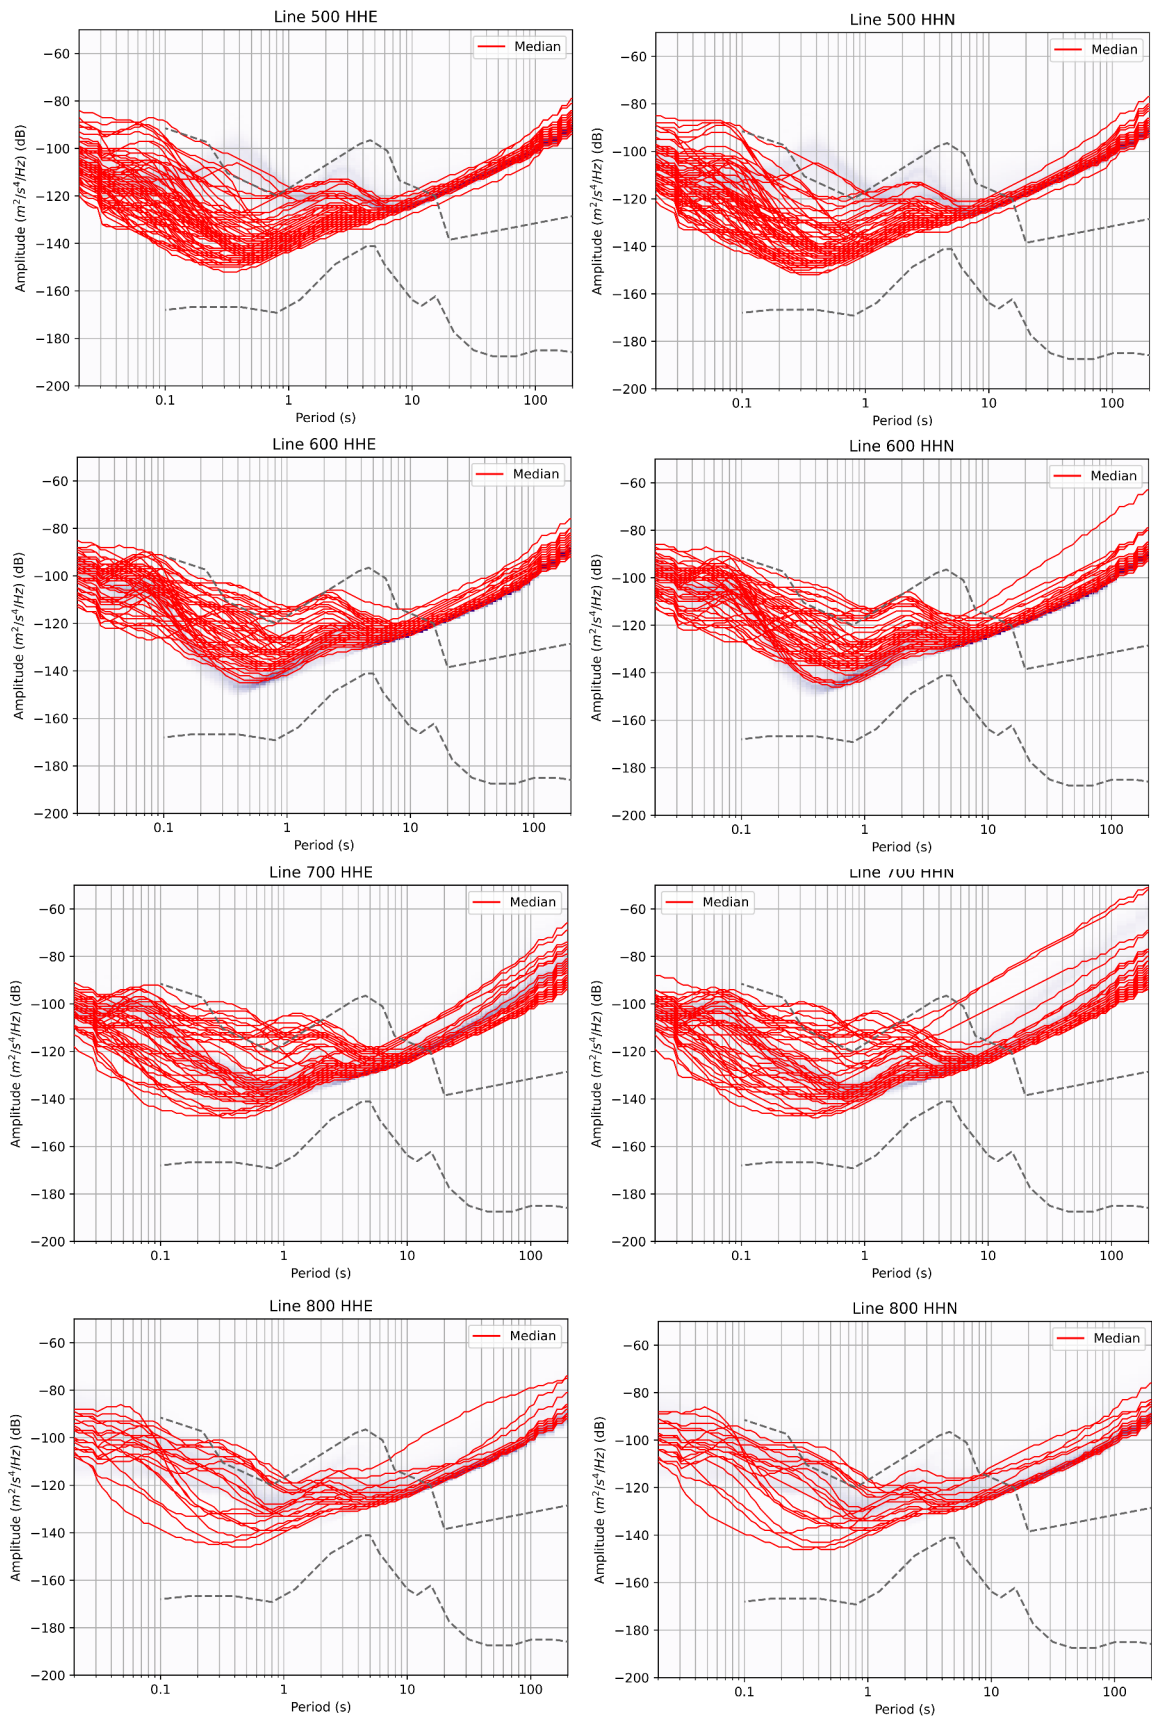 Line 500 HHE
Median
−60
−80
−100
−120
−140
−160
−180
−200
Amplitude (m²/s⁴/Hz) (dB)
0.1 1 10 100
Period (s)
Line 500 HHN
Median
−60
−80
−100
−120
−140
−160
−180
−200
Amplitude (m²/s⁴/Hz) (dB)
0.1 1 10 100
Period (s)
Line 600 HHE
Median
−60
−80
−100
−120
−140
−160
−180
−200
Amplitude (m²/s⁴/Hz) (dB)
0.1 1 10 100
Period (s)
Line 600 HHN
Median
−60
−80
−100
−120
−140
−160
−180
−200
Amplitude (m²/s⁴/Hz) (dB)
0.1 1 10 100
Period (s)
Line 700 HHE
Median
−60
−80
−100
−120
−140
−160
−180
−200
Amplitude (m²/s⁴/Hz) (dB)
0.1 1 10 100
Period (s)
Line 700 HHN
Median
−60
−80
−100
−120
−140
−160
−180
−200
Amplitude (m²/s⁴/Hz) (dB)
0.1 1 10 100
Period (s)
Line 800 HHE
Median
−60
−80
−100
−120
−140
−160
−180
−200
Amplitude (m²/s⁴/Hz) (dB)
0.1 1 10 100
Period (s)
Line 800 HHN
Median
−60
−80
−100
−120
−140
−160
−180
−200
Amplitude (m²/s⁴/Hz) (dB)
0.1 1 10 100
Period (s)